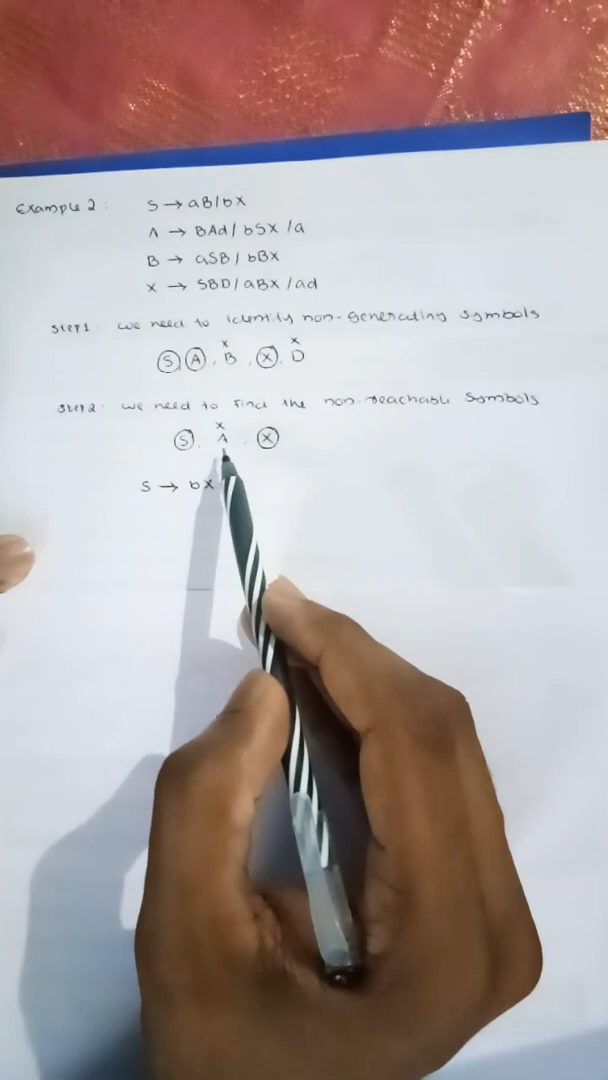 Example 2: S → aB/bX
A → BAd/bSX/a
B → aSB/bBX
X → SBD/aBX/ad
Step1: we need to identify non-generating symbols
x x
S A, B, X, D
Step2: we need to find the non-reachable symbols
x
S, A, X
S → bX